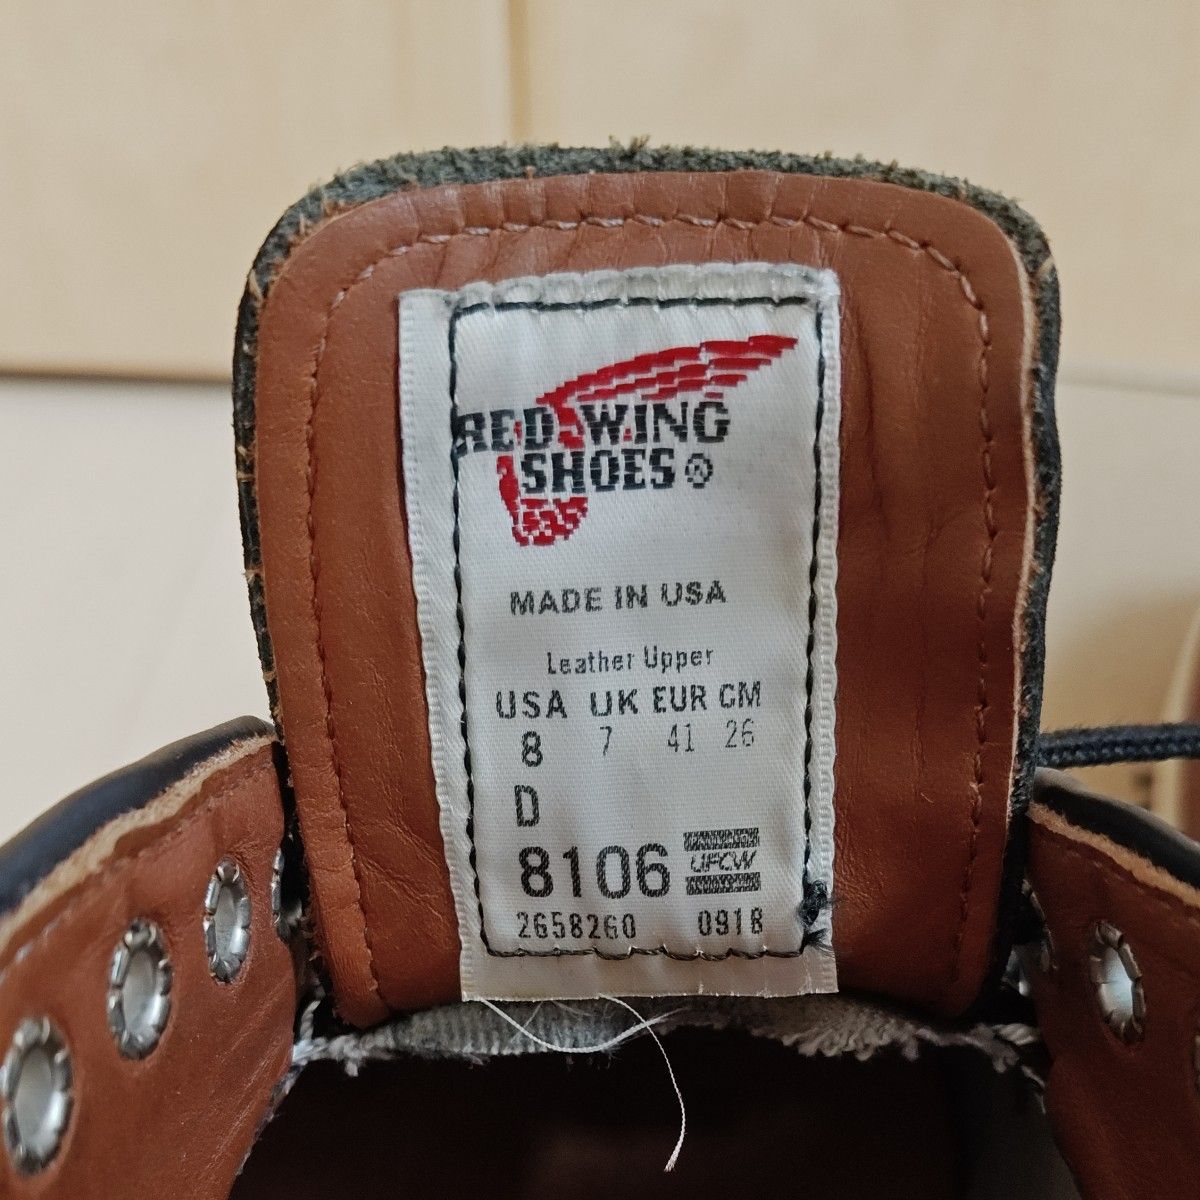 RED WING
SHOES®
MADE IN USA
Leather Upper
USA UK EUR CM
8 7 41 26
D
8106 UFCW
2658260 0918